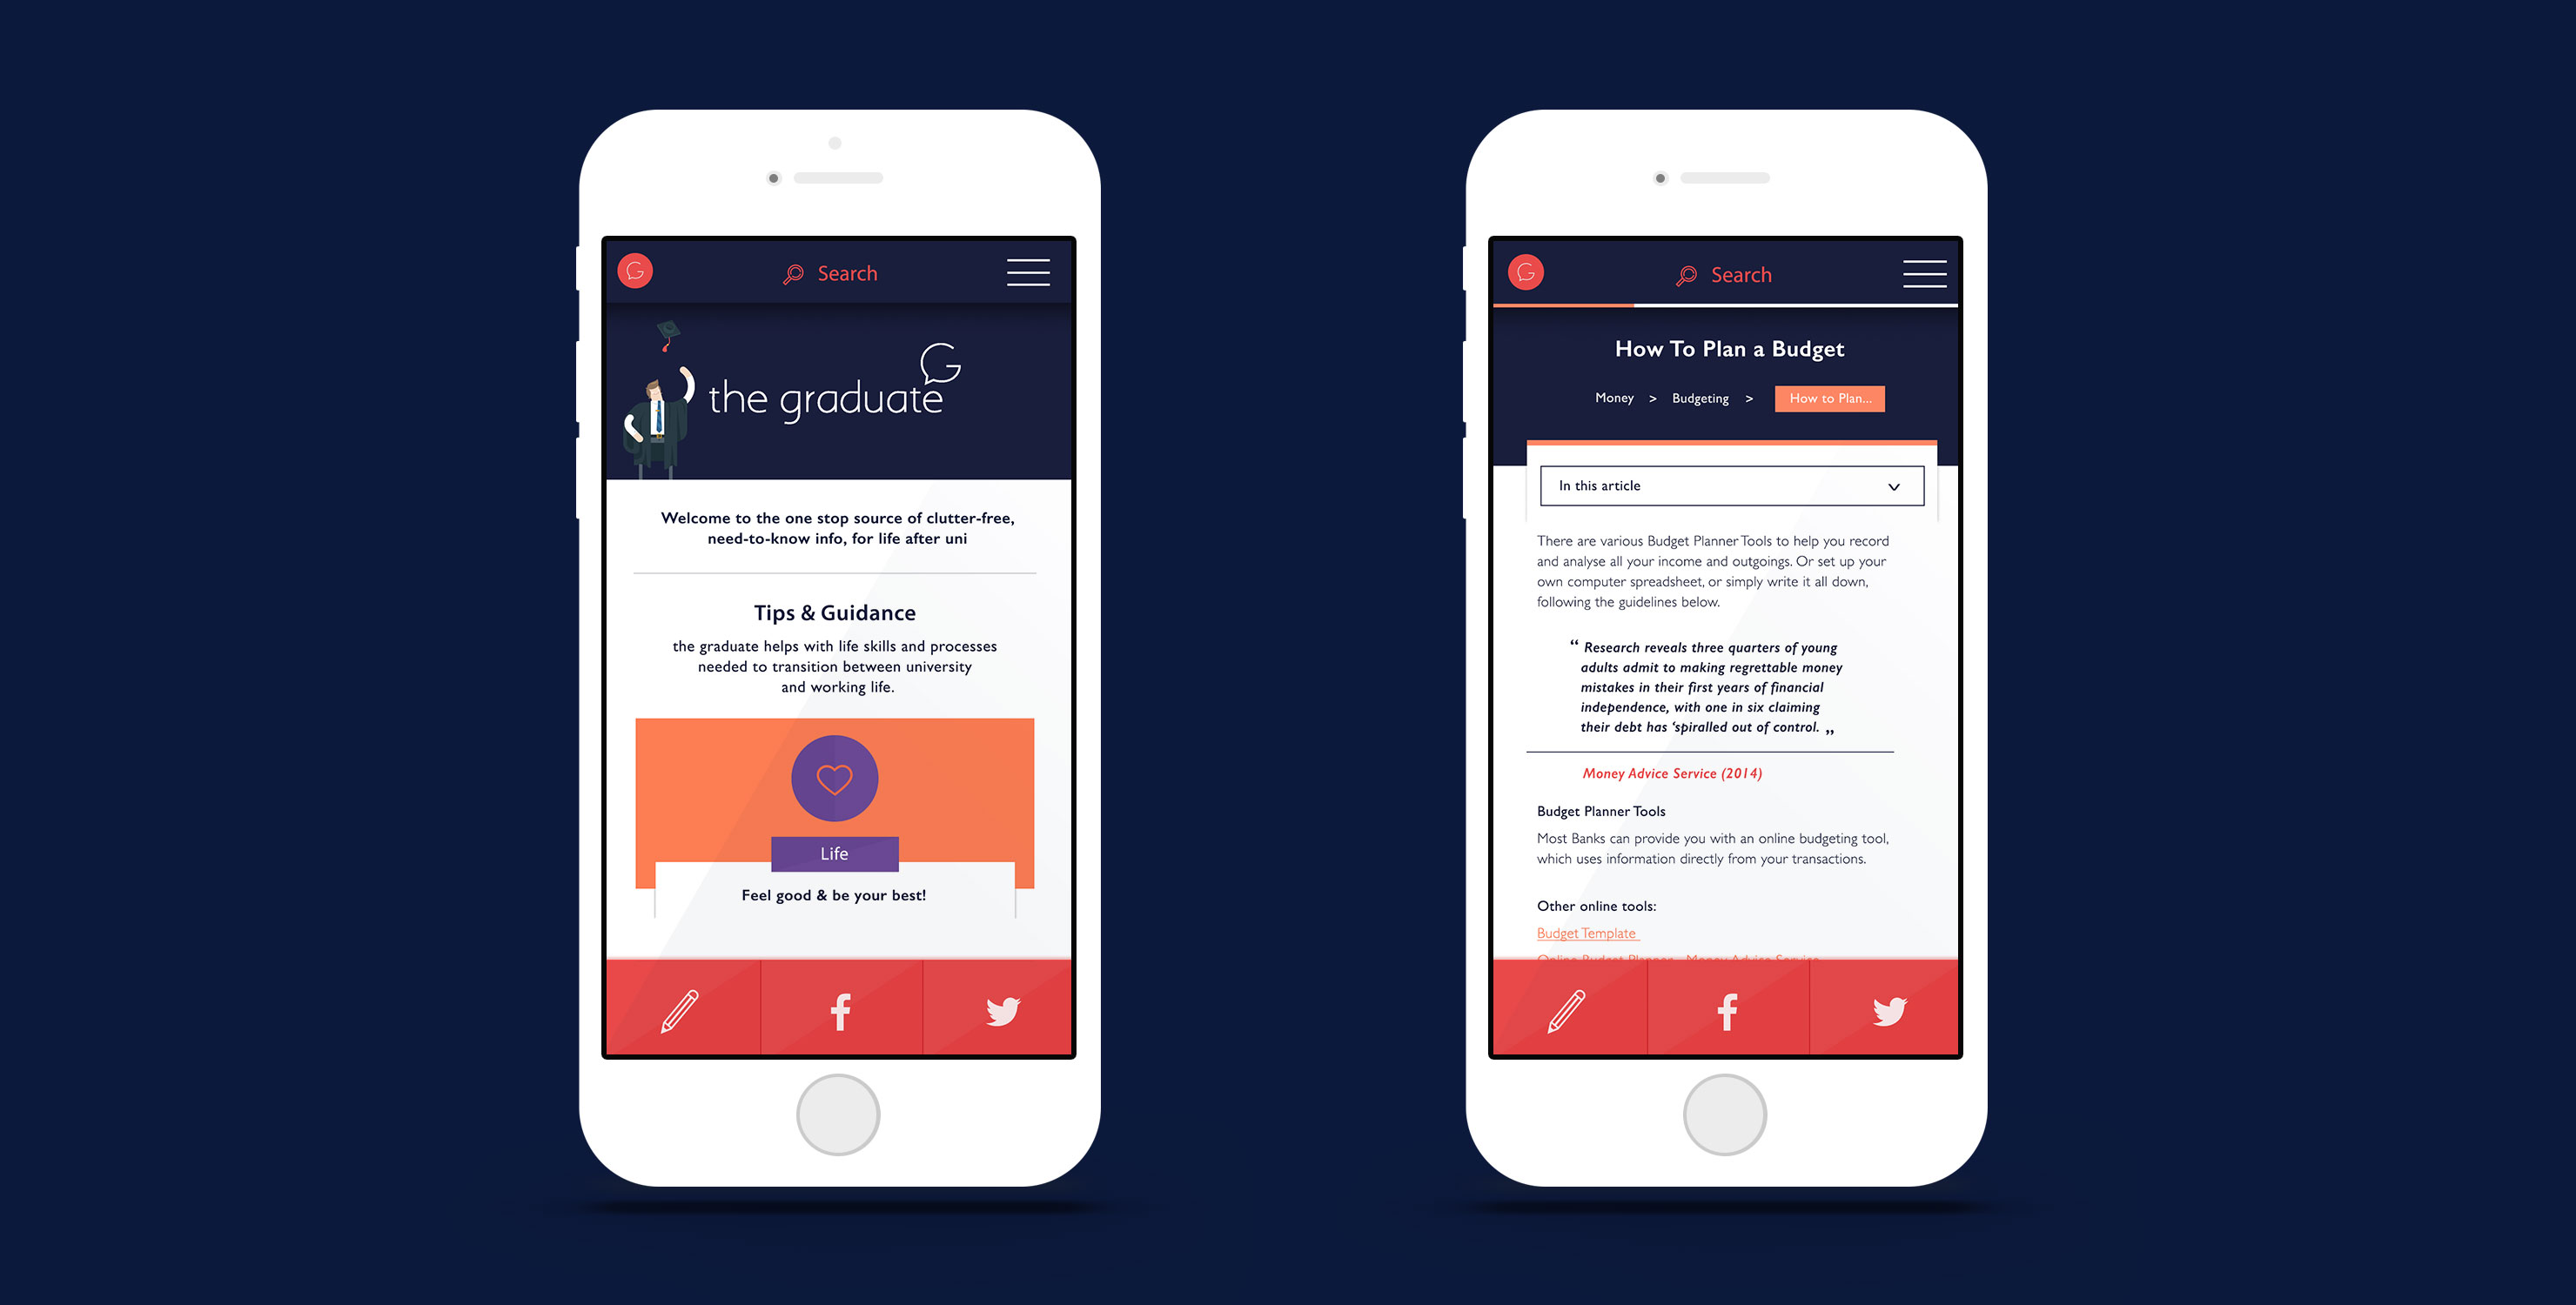 Search
the graduate
G
Welcome to the one stop source of clutter-free,
need-to-know info, for life after uni
Tips & Guidance
the graduate helps with life skills and processes
needed to transition between university
and working life.
Life
Feel good & be your best!
Search
How To Plan a Budget
Money > Budgeting > How to Plan...
In this article
There are various Budget Planner Tools to help you record
and analyse all your income and outgoings. Or set up your
own computer spreadsheet, or simply write it all down,
following the guidelines below.
“ Research reveals three quarters of young
adults admit to making regrettable money
mistakes in their first years of financial
independence, with one in six claiming
their debt has ‘spiralled out of control. „
Money Advice Service (2014)
Budget Planner Tools
Most Banks can provide you with an online budgeting tool,
which uses information directly from your transactions.
Other online tools:
Budget Template
Online Budget Planner - Money Advice Service